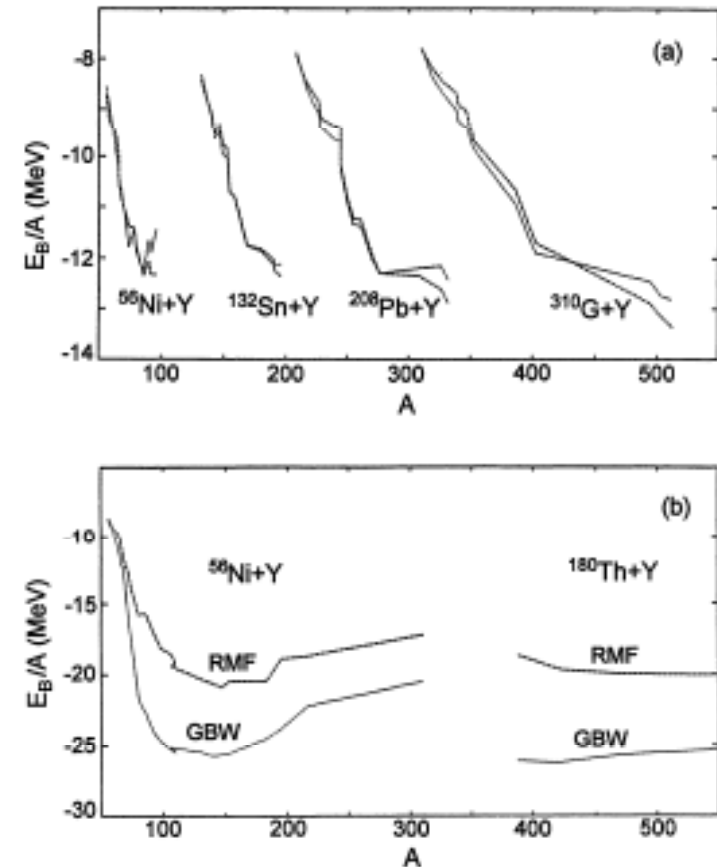 (a)
-8
-10
-12
-14
E_B/A (MeV)
⁵⁶Ni+Y
¹³²Sn+Y
²⁰⁸Pb+Y
³¹⁰G+Y
100
200
300
400
500
A
(b)
-10
-15
-20
-25
-30
E_B/A (MeV)
⁵⁶Ni+Y
¹⁸⁰Th+Y
RMF
RMF
GBW
GBW
100
200
300
400
500
A